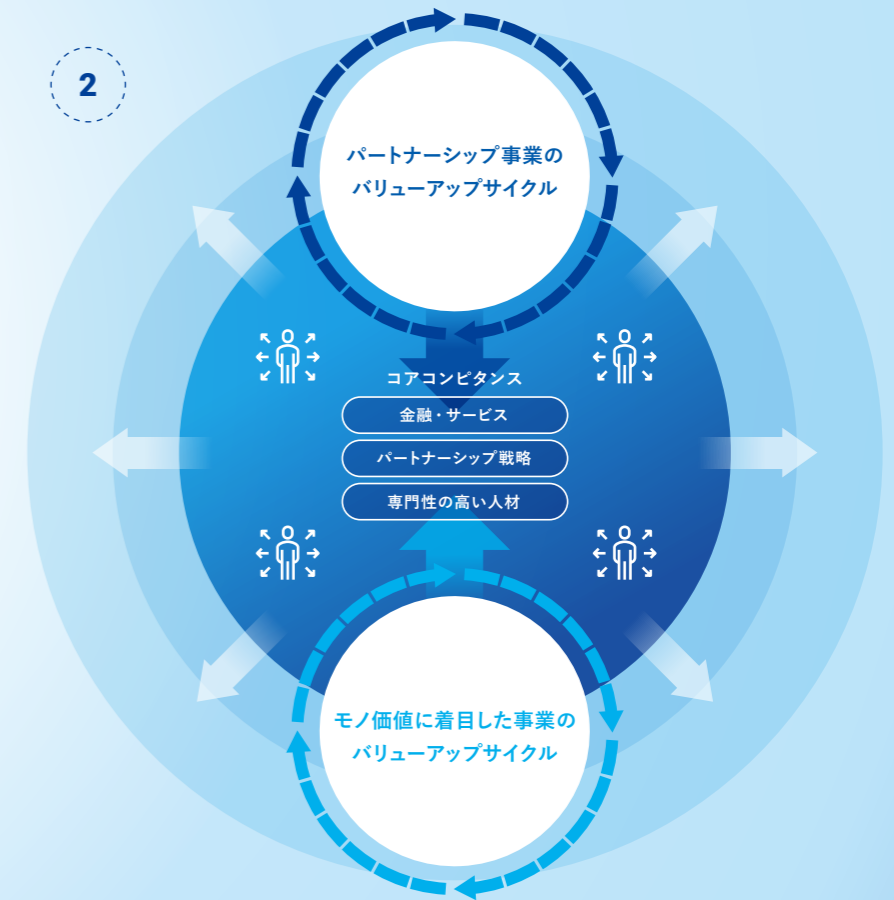 2
パートナーシップ事業の
バリューアップサイクル
コアコンピタンス
金融・サービス
パートナーシップ戦略
専門性の高い人材
モノ価値に着目した事業の
バリューアップサイクル